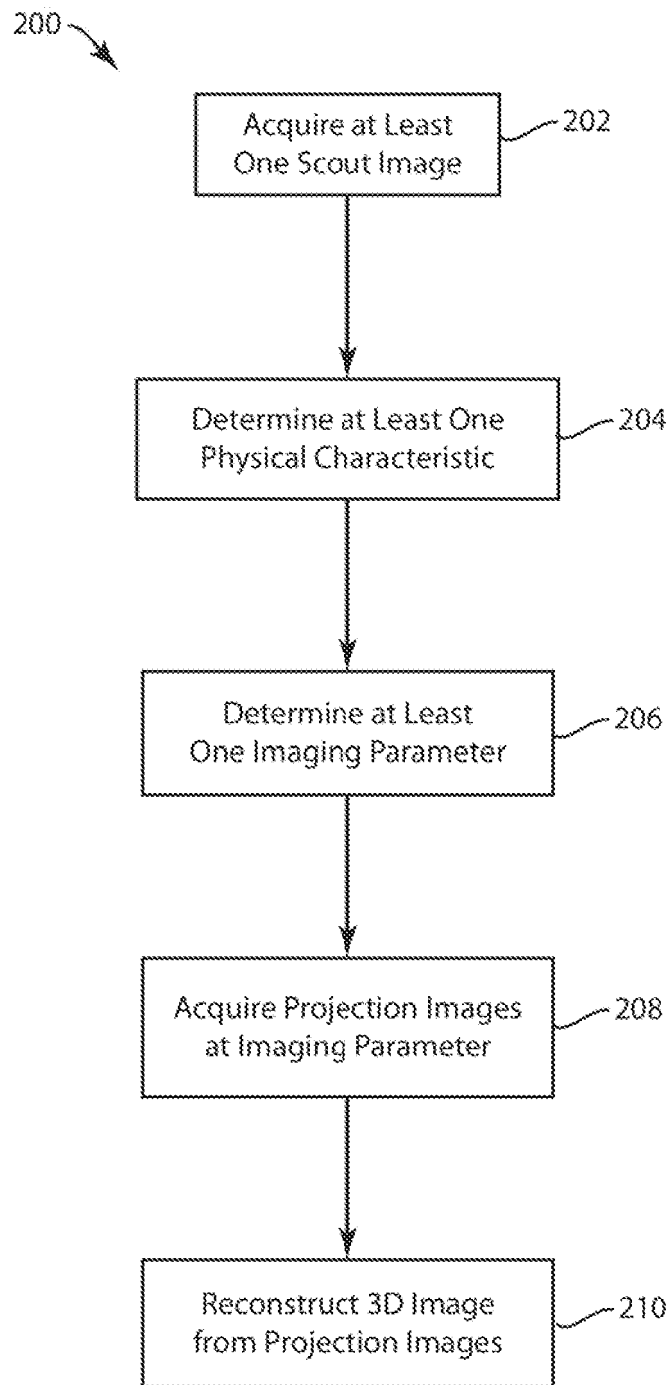 200
Acquire at Least
One Scout Image
202
Determine at Least One
Physical Characteristic
204
Determine at Least
One Imaging Parameter
206
Acquire Projection Images
at Imaging Parameter
208
Reconstruct 3D Image
from Projection Images
210